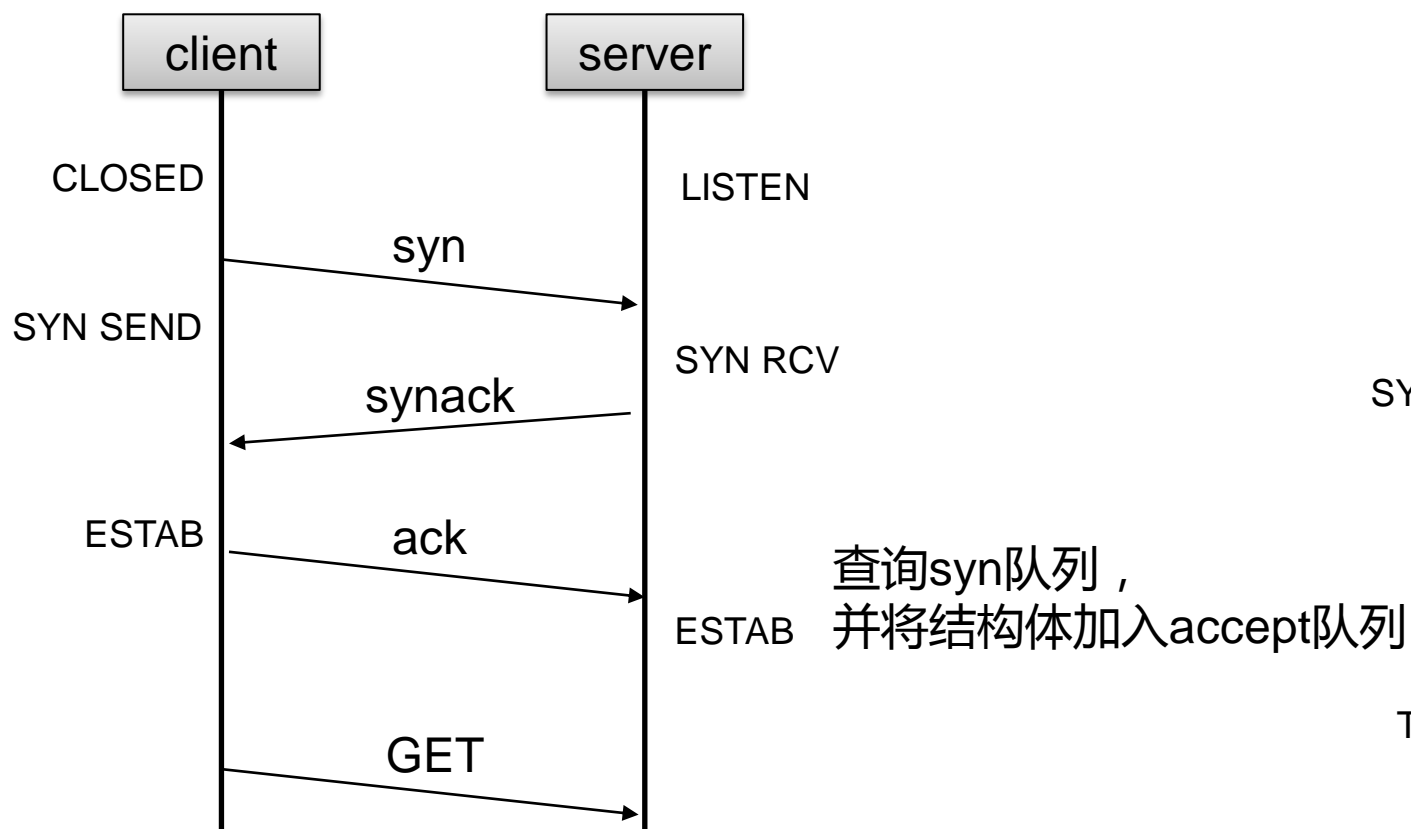 client
server
CLOSED
LISTEN
syn
SYN SEND
SYN RCV
synack
SY
ESTAB
ack
查询syn队列，
ESTAB
并将结构体加入accept队列
T
GET